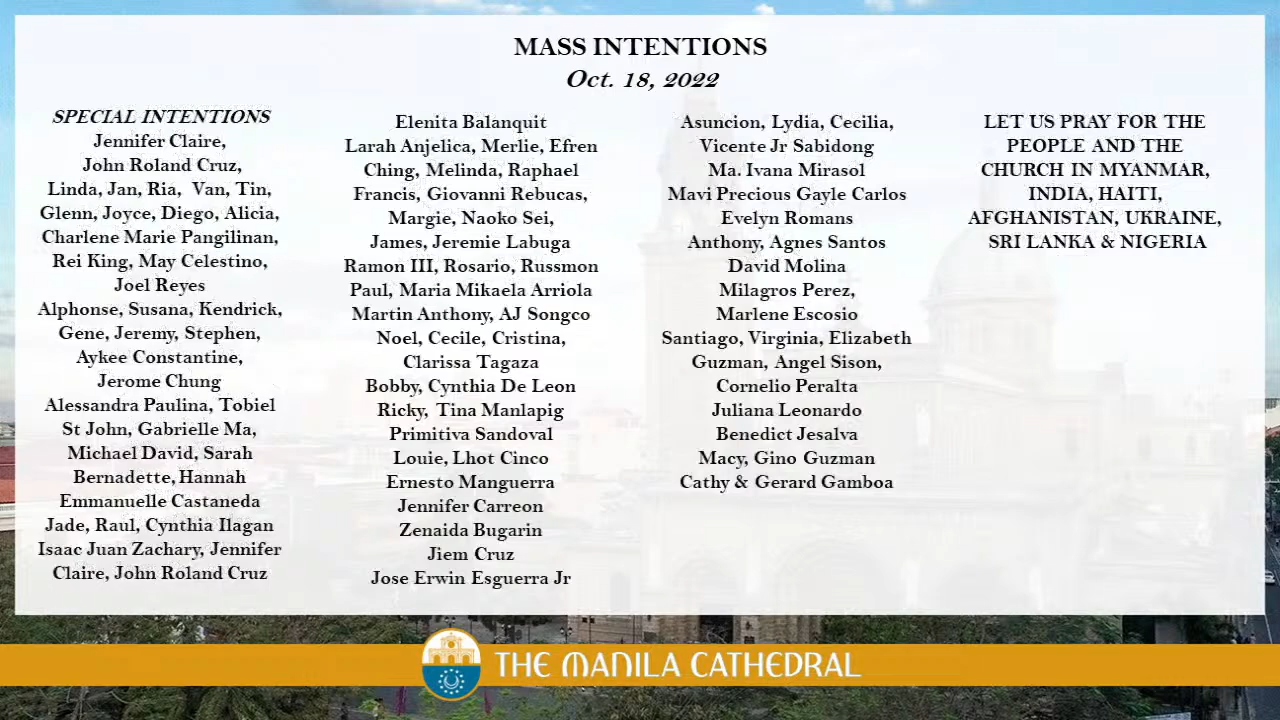 MASS INTENTIONS
Oct. 18, 2022
SPECIAL INTENTIONS
Jennifer Claire,
John Roland Cruz,
Linda, Jan, Ria, Van, Tin,
Glenn, Joyce, Diego, Alicia,
Charlene Marie Pangilinan,
Rei King, May Celestino,
Joel Reyes
Alphonse, Susana, Kendrick,
Gene, Jeremy, Stephen,
Aykee Constantine,
Jerome Chung
Alessandra Paulina, Tobiel
St John, Gabrielle Ma,
Michael David, Sarah
Bernadette, Hannah
Emmanuelle Castaneda
Jade, Raul, Cynthia Ilagan
Isaac Juan Zachary, Jennifer
Claire, John Roland Cruz
Elenita Balanquit
Larah Anjelica, Merlie, Efren
Ching, Melinda, Raphael
Francis, Giovanni Rebucas,
Margie, Naoko Sei,
James, Jeremie Labuga
Ramon III, Rosario, Russmon
Paul, Maria Mikaela Arriola
Martin Anthony, AJ Songco
Noel, Cecile, Cristina,
Clarissa Tagaza
Bobby, Cynthia De Leon
Ricky, Tina Manlapig
Primitiva Sandoval
Louie, Lhot Cinco
Ernesto Manguerra
Jennifer Carreon
Zenaida Bugarin
Jiem Cruz
Jose Erwin Esguerra Jr
Asuncion, Lydia, Cecilia,
Vicente Jr Sabidong
Ma. Ivana Mirasol
Mavi Precious Gayle Carlos
Evelyn Romans
Anthony, Agnes Santos
David Molina
Milagros Perez,
Marlene Escosio
Santiago, Virginia, Elizabeth
Guzman, Angel Sison,
Cornelio Peralta
Juliana Leonardo
Benedict Jesalva
Macy, Gino Guzman
Cathy & Gerard Gamboa
LET US PRAY FOR THE
PEOPLE AND THE
CHURCH IN MYANMAR,
INDIA, HAITI,
AFGHANISTAN, UKRAINE,
SRI LANKA & NIGERIA
THE MANILA CATHEDRAL